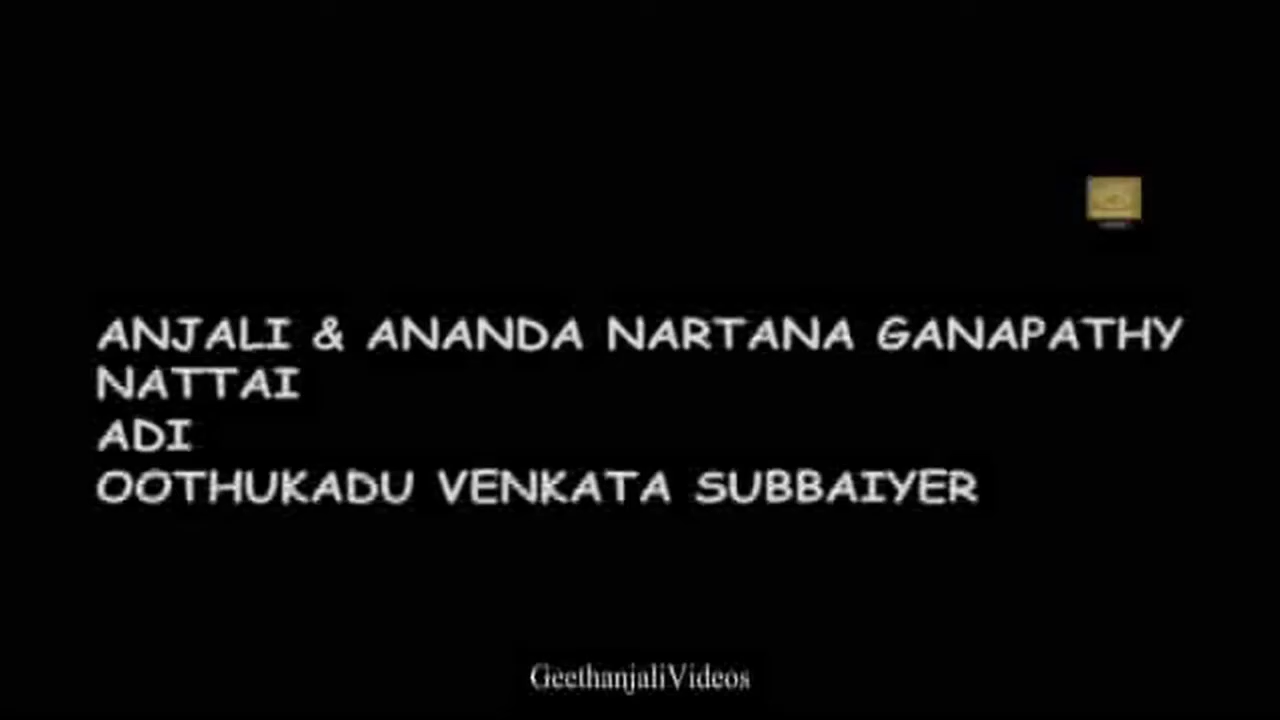 ANJALI & ANANDA NARTANA GANAPATHY
NATTAI
ADI
OOTHUKADU VENKATA SUBBAIYER
GeethanjaliVideos